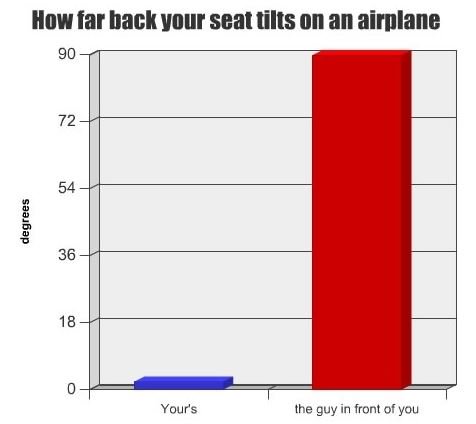 How far back your seat tilts on an airplane
90
72
54
36
18
0
degrees
Your's
the guy in front of you